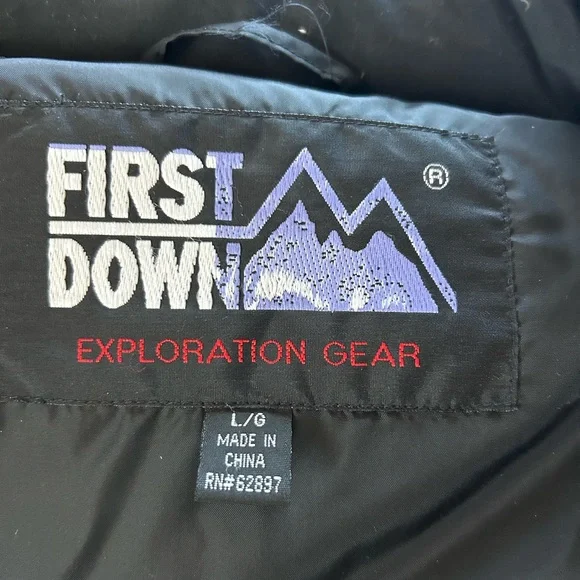 FIRST
DOWN
®
EXPLORATION GEAR
L/G
MADE IN
CHINA
RN#62897